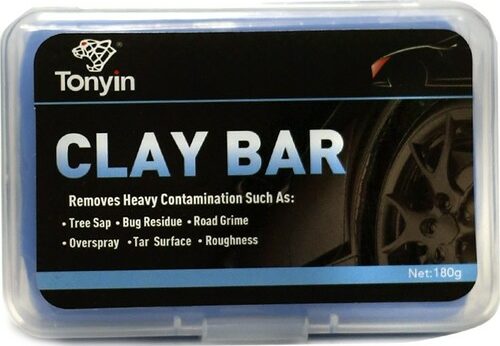 Tonyin
CLAY BAR
Removes Heavy Contamination Such As:
• Tree Sap • Bug Residue • Road Grime
• Overspray • Tar Surface • Roughness
Net:180g